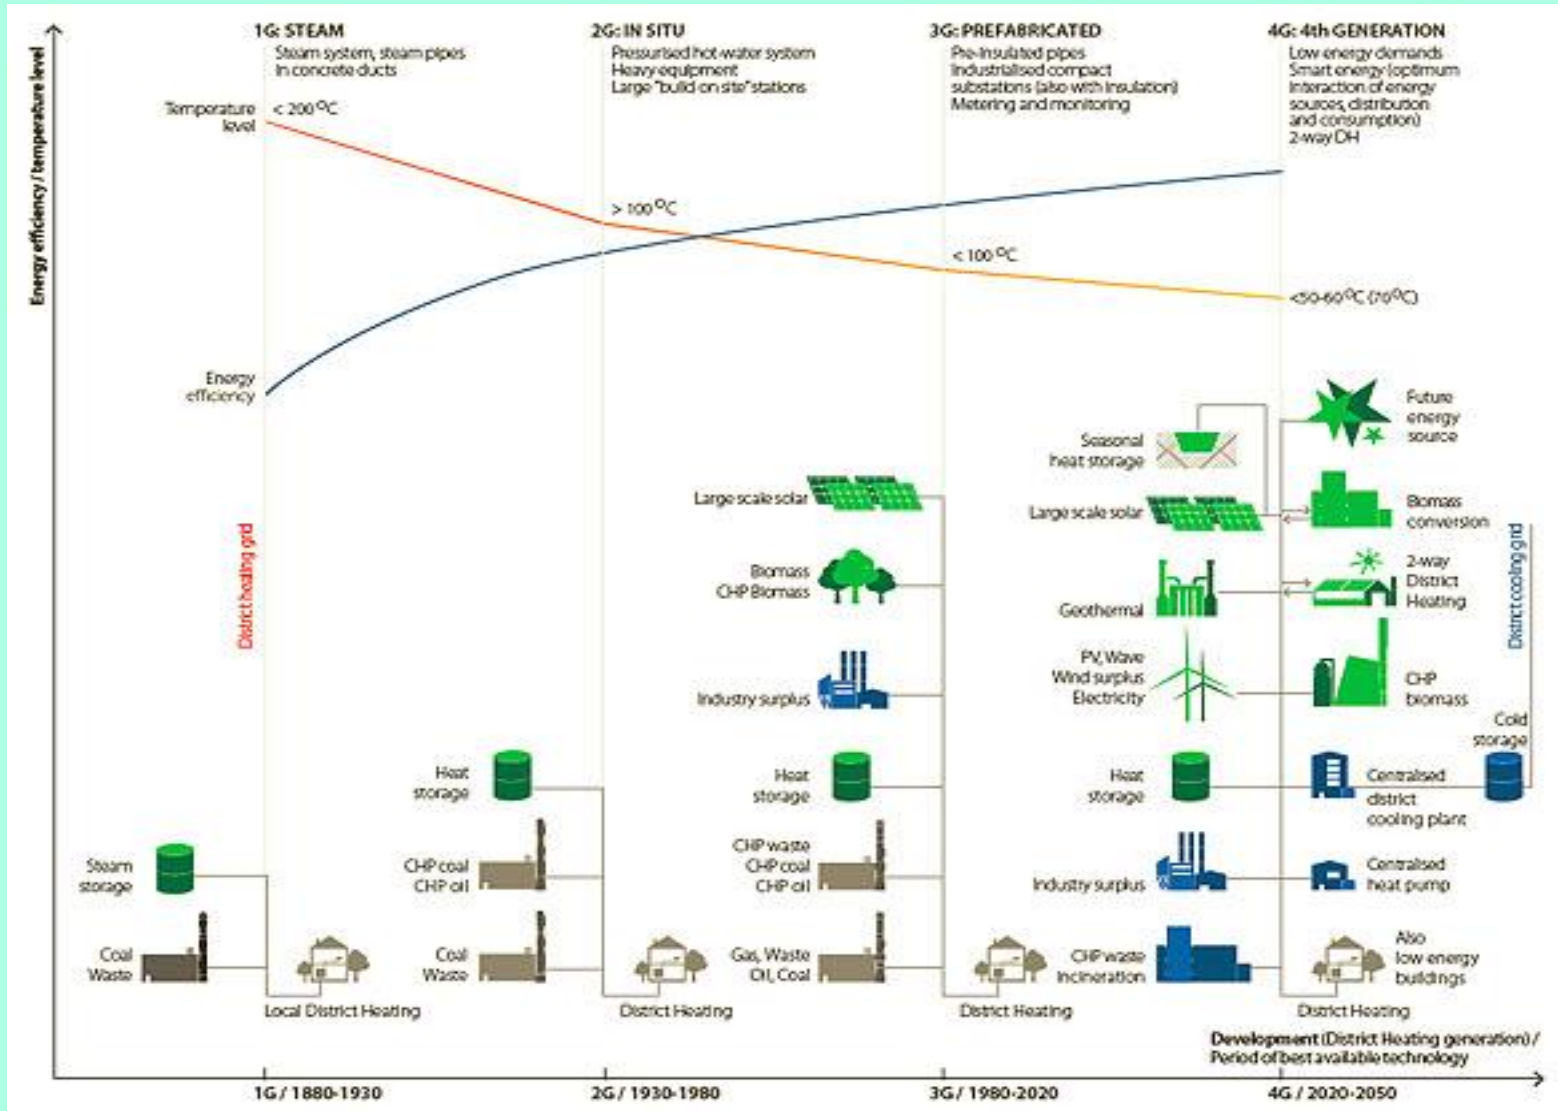 1G: STEAM
Steam system, steam pipes
in concrete ducts
2G: IN SITU
Pressurised hot-water system
Heavy equipment
Large "build on site" stations
3G: PREFABRICATED
Pre-insulated pipes
Industrialised compact
substations (also with insulation)
Metering and monitoring
4G: 4th GENERATION
Low energy demands
Smart energy (optimum
interaction of energy
sources, distribution
and consumption)
2-way DH
Energy efficiency / temperature level
Temperature
level
< 200 °C
> 100 °C
< 100 °C
<50-60°C (70°C)
Energy
efficiency
District heating grid
Steam
storage
Coal
Waste
Local District Heating
Heat
storage
CHP coal
CHP oil
Coal
Waste
District Heating
Large scale solar
Biomass
CHP Biomass
Industry surplus
Heat
storage
CHP waste
CHP coal
CHP oil
Gas, Waste
Oil, Coal
District Heating
Seasonal
heat storage
Large scale solar
Geothermal
PV, Wave
Wind surplus
Electricity
Heat
storage
Industry surplus
CHP waste
incineration
Future
energy
source
Biomass
conversion
2-way
District
Heating
CHP
biomass
Centralised
district
cooling plant
Centralised
heat pump
Also
low energy
buildings
District Heating
District cooling grid
Cold
storage
Development (District Heating generation) /
Period of best available technology
1G / 1880-1930
2G / 1930-1980
3G / 1980-2020
4G / 2020-2050